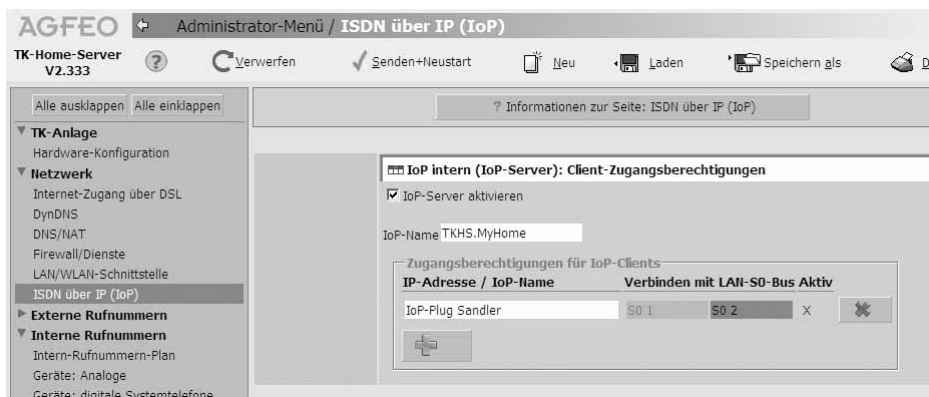 AGFEO
Administrator-Menü / ISDN über IP (IoP)
TK-Home-Server
V2.333
?
Verwerfen
Senden+Neustart
Neu
Laden
Speichern als
D
Alle ausklappen
Alle einklappen
? Informationen zur Seite: ISDN über IP (IoP)
TK-Anlage
Hardware-Konfiguration
Netzwerk
Internet-Zugang über DSL
DynDNS
DNS/NAT
Firewall/Dienste
LAN/WLAN-Schnittstelle
ISDN über IP (IoP)
Externe Rufnummern
Interne Rufnummern
Intern-Rufnummern-Plan
Geräte: Analoge
Geräte: digitale Systemtelefone
IoP intern (IoP-Server): Client-Zugangsberechtigungen
IoP-Server aktivieren
IoP-Name TKHS.MyHome
Zugangsberechtigungen für IoP-Clients
IP-Adresse / IoP-Name Verbinden mit LAN-S0-Bus Aktiv
IoP-Plug Sandler S0 1 S0 2 X